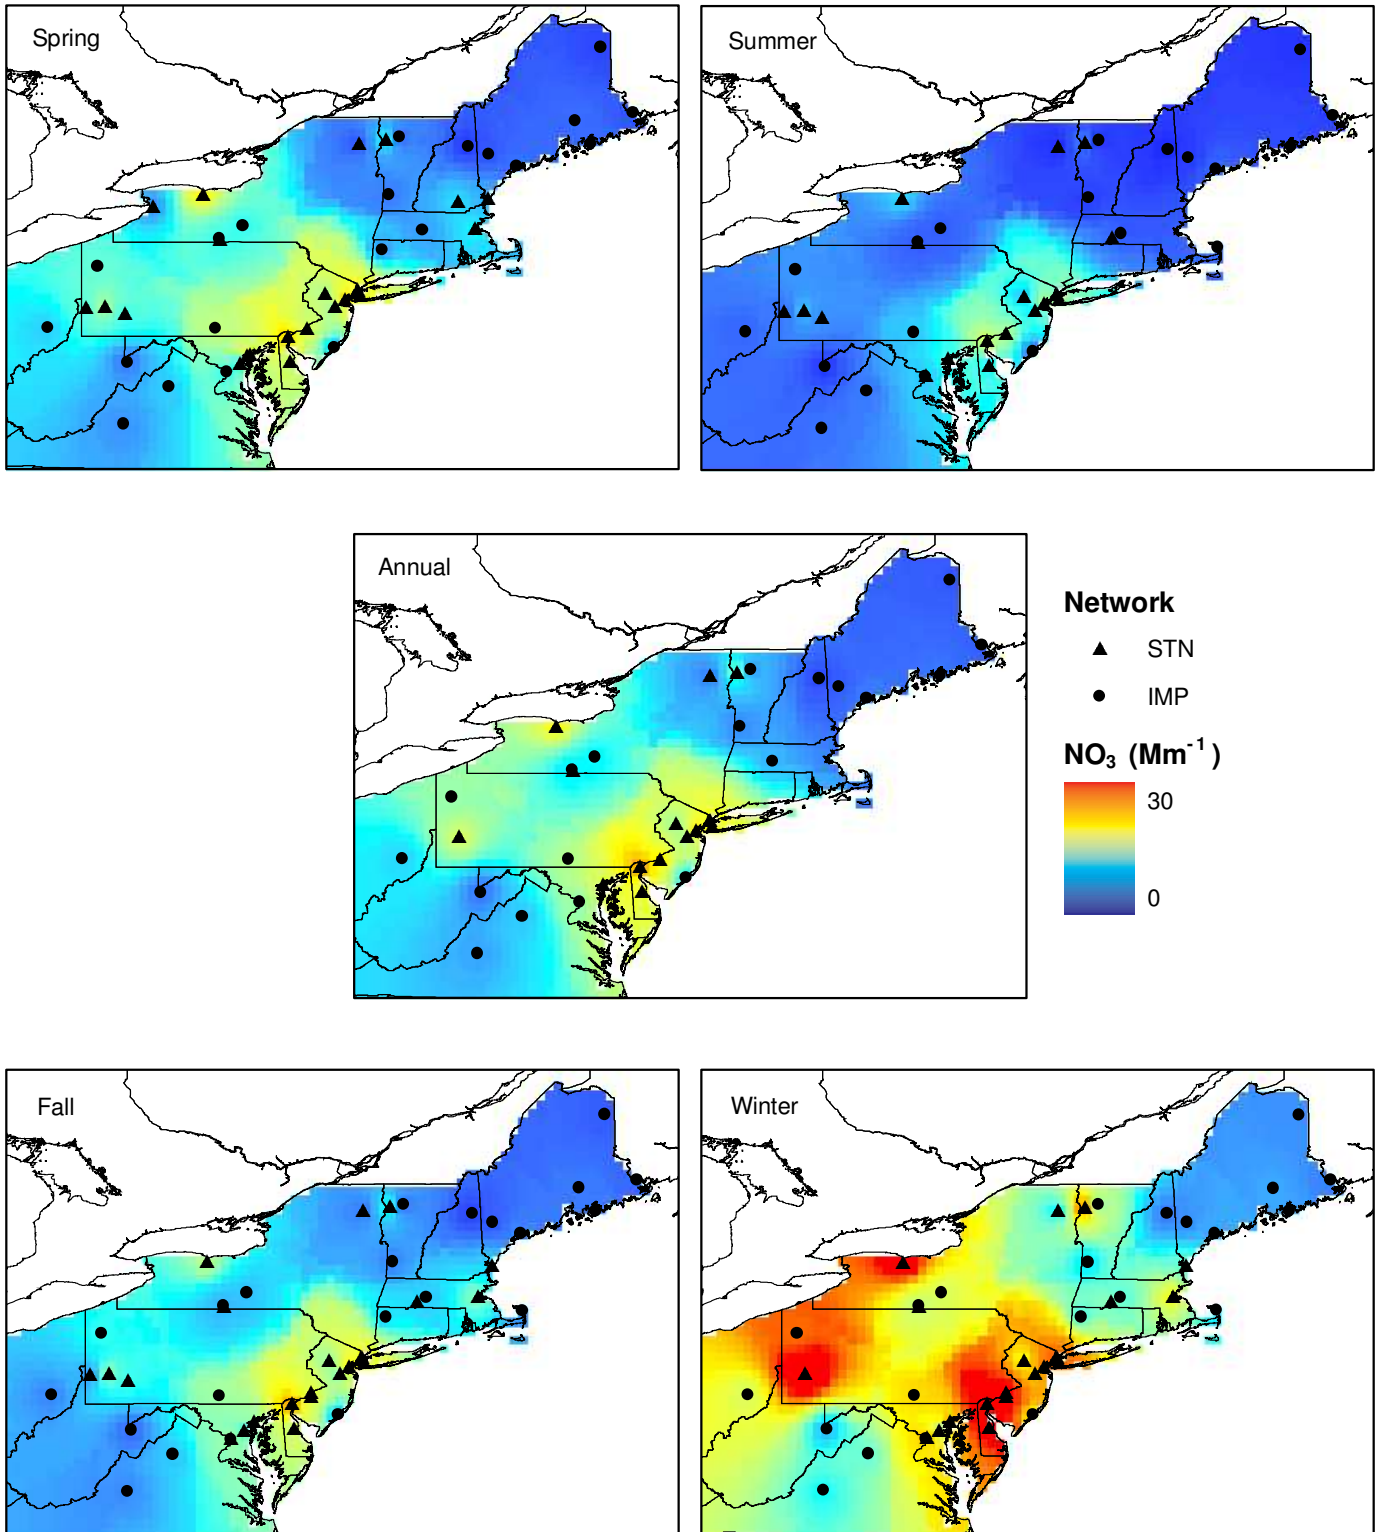 Spring
Summer
Annual
Network
STN
IMP
NO₃ (Mm⁻¹)
30
0
Fall
Winter